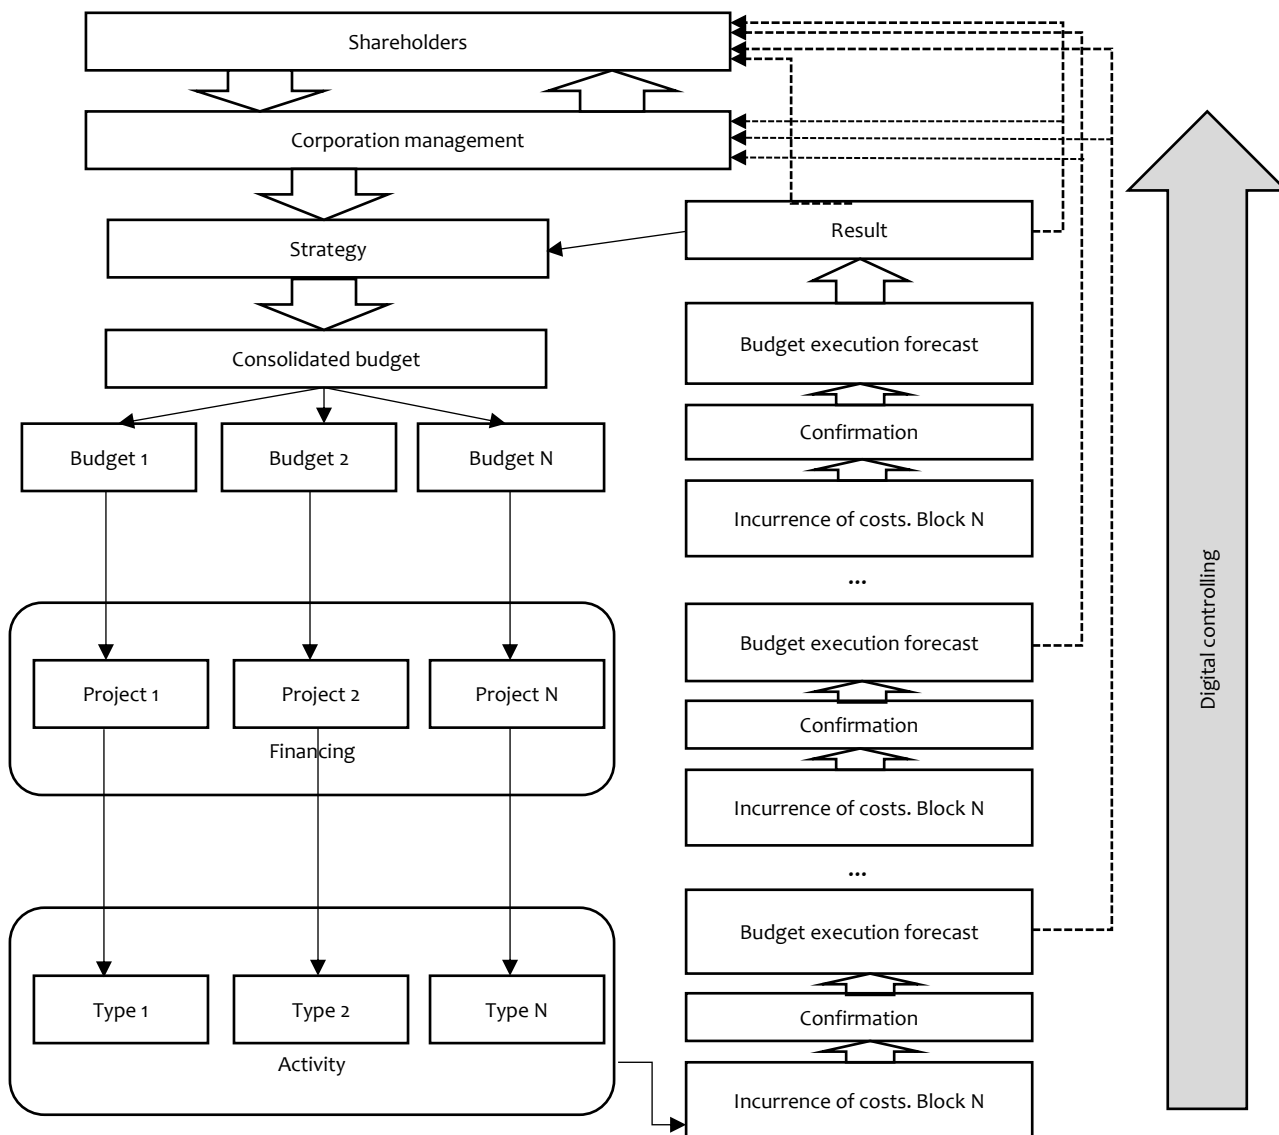 Shareholders
Corporation management
Strategy
Consolidated budget
Budget 1
Budget 2
Budget N
Project 1
Project 2
Project N
Financing
Type 1
Type 2
Type N
Activity
Result
Budget execution forecast
Confirmation
Incurrence of costs. Block N
...
Budget execution forecast
Confirmation
Incurrence of costs. Block N
...
Budget execution forecast
Confirmation
Incurrence of costs. Block N
Digital controlling